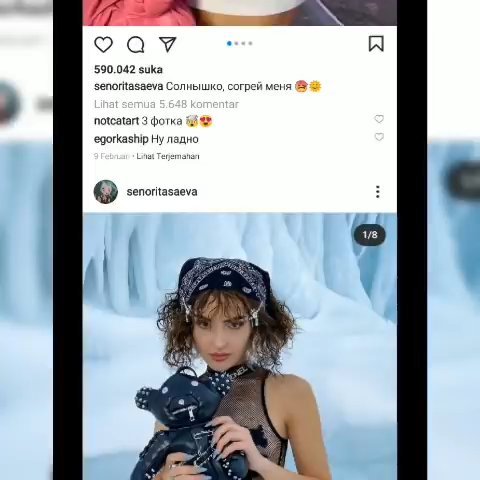 590.042 suka
senoritasaeva Солнышко, согрей меня 🥵🌞
Lihat semua 5.648 komentar
notcatart 3 фотка 🤯😍
egorkaship Ну ладно
9 Februari • Lihat Terjemahan
senoritasaeva
1/8